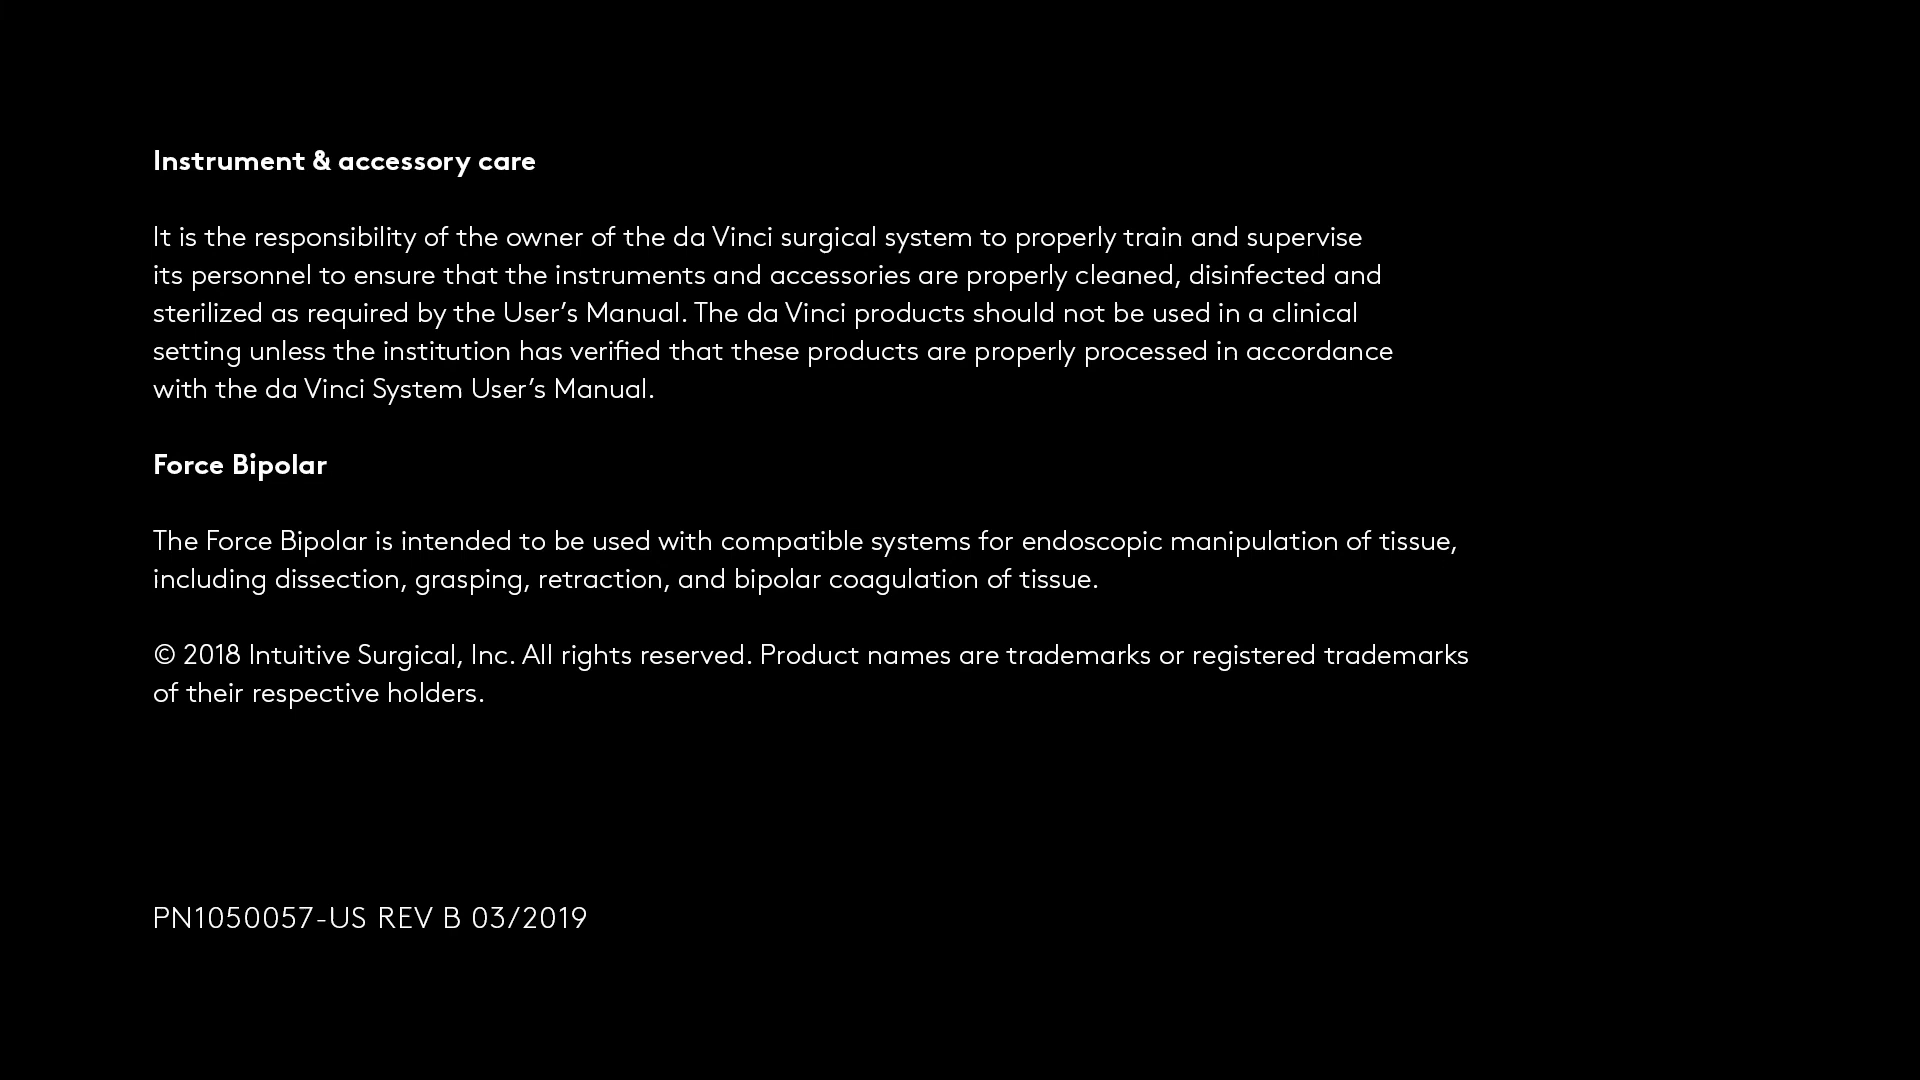 Instrument & accessory care
It is the responsibility of the owner of the da Vinci surgical system to properly train and supervise
its personnel to ensure that the instruments and accessories are properly cleaned, disinfected and
sterilized as required by the User’s Manual. The da Vinci products should not be used in a clinical
setting unless the institution has verified that these products are properly processed in accordance
with the da Vinci System User’s Manual.
Force Bipolar
The Force Bipolar is intended to be used with compatible systems for endoscopic manipulation of tissue,
including dissection, grasping, retraction, and bipolar coagulation of tissue.
© 2018 Intuitive Surgical, Inc. All rights reserved. Product names are trademarks or registered trademarks
of their respective holders.
PN1050057-US REV B 03/2019